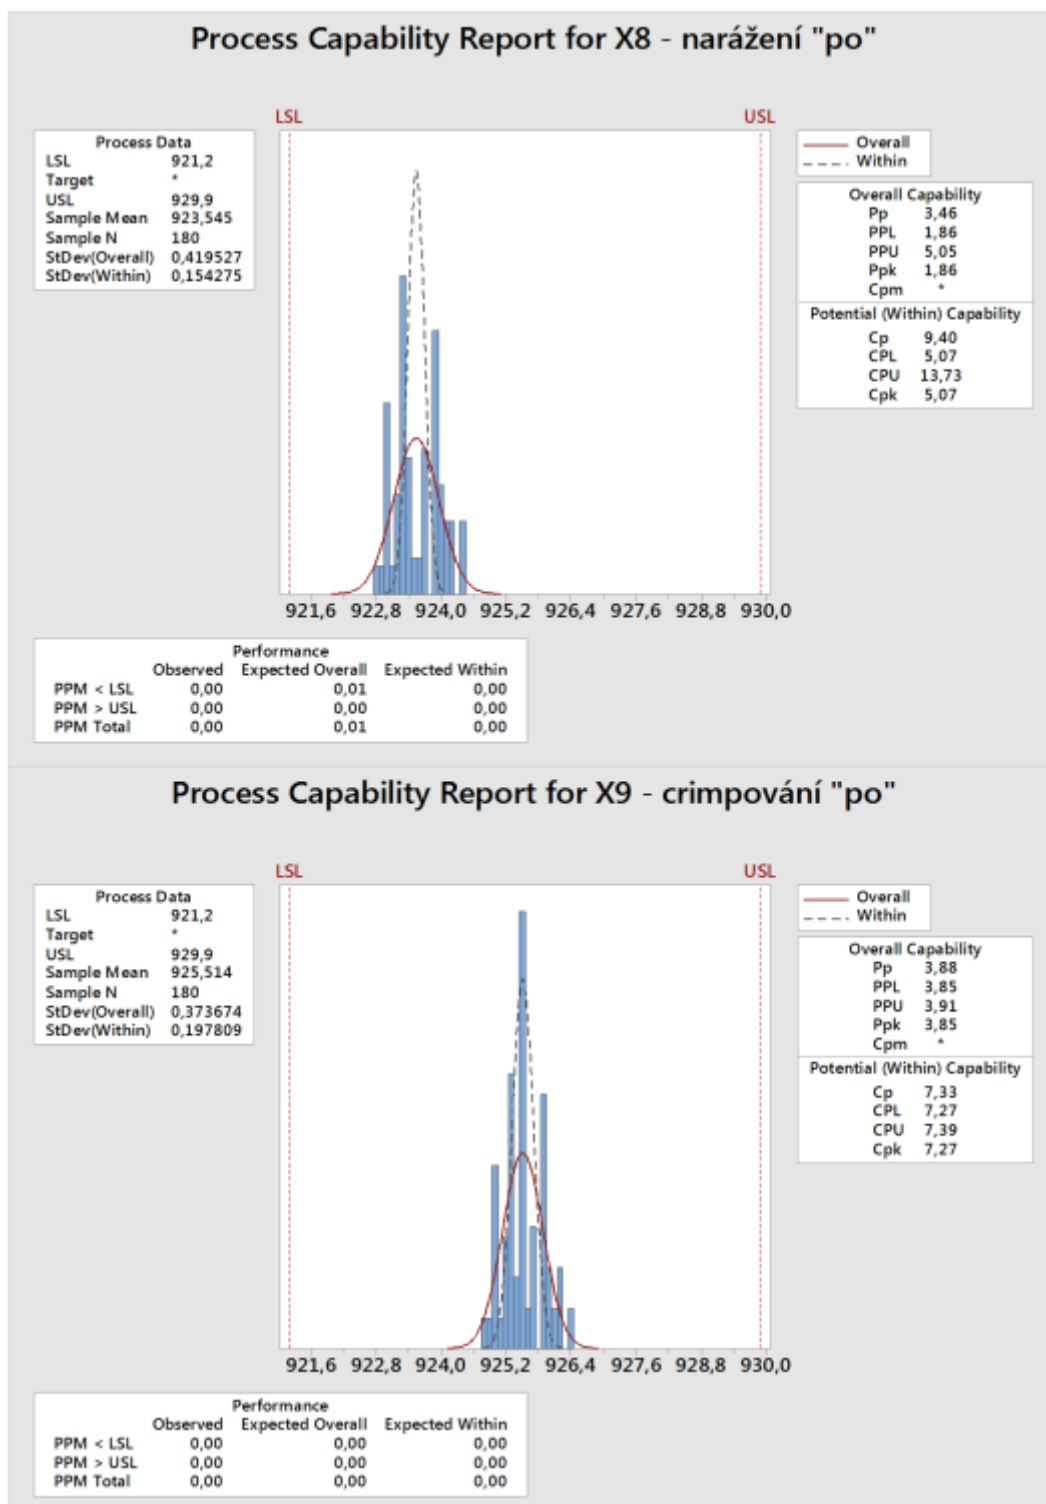 Process Capability Report for X8 - narážení "po"
LSL USL
Process Data
LSL 921,2
Target *
USL 929,9
Sample Mean 923,545
Sample N 180
StDev(Overall) 0,419527
StDev(Within) 0,154275
Overall
Within
Overall Capability
Pp 3,46
PPL 1,86
PPU 5,05
Ppk 1,86
Cpm *
Potential (Within) Capability
Cp 9,40
CPL 5,07
CPU 13,73
Cpk 5,07
921,6 922,8 924,0 925,2 926,4 927,6 928,8 930,0
Performance
Observed Expected Overall Expected Within
PPM < LSL 0,00 0,01 0,00
PPM > USL 0,00 0,00 0,00
PPM Total 0,00 0,01 0,00
Process Capability Report for X9 - crimpování "po"
LSL USL
Process Data
LSL 921,2
Target *
USL 929,9
Sample Mean 925,514
Sample N 180
StDev(Overall) 0,373674
StDev(Within) 0,197809
Overall
Within
Overall Capability
Pp 3,88
PPL 3,85
PPU 3,91
Ppk 3,85
Cpm *
Potential (Within) Capability
Cp 7,33
CPL 7,27
CPU 7,39
Cpk 7,27
921,6 922,8 924,0 925,2 926,4 927,6 928,8 930,0
Performance
Observed Expected Overall Expected Within
PPM < LSL 0,00 0,00 0,00
PPM > USL 0,00 0,00 0,00
PPM Total 0,00 0,00 0,00